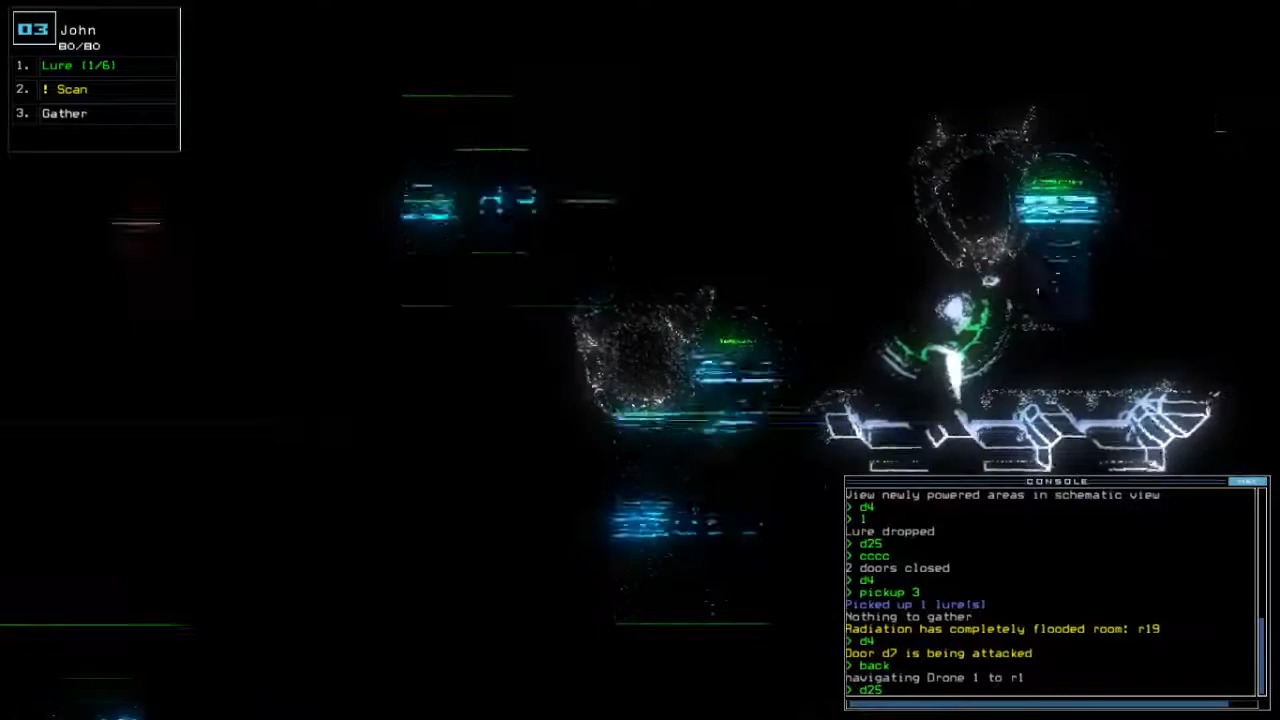 03 John
80/80
1. Lure (1/6)
2. ! Scan
3. Gather
CONSOLE
View newly powered areas in schematic view
> d4
> 1
Lure dropped
> d25
> cccc
2 doors closed
> d4
> pickup 3
Picked up 1 lure(s)
Nothing to gather
Radiation has completely flooded room: r19
> d4
Door d7 is being attacked
> back
navigating Drone 1 to r1
> d25